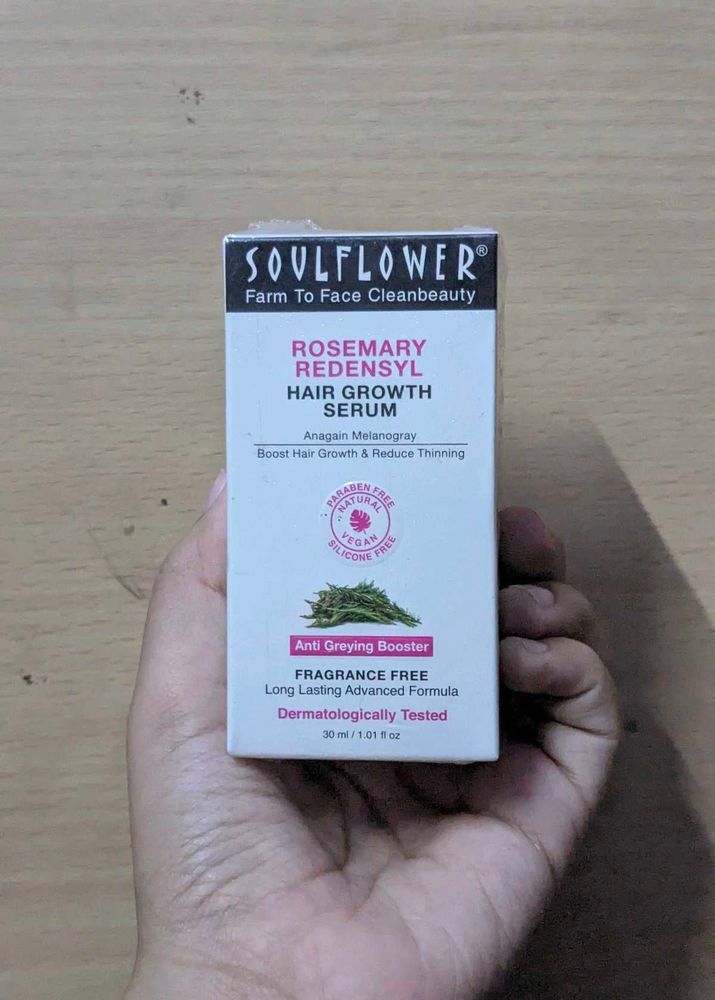 SOULFLOWER®
Farm To Face Cleanbeauty
ROSEMARY
REDENSYL
HAIR GROWTH
SERUM
Anagain Melanogray
Boost Hair Growth & Reduce Thinning
PARABEN FREE
NATURAL
VEGAN
SILICONE FREE
Anti Greying Booster
FRAGRANCE FREE
Long Lasting Advanced Formula
Dermatologically Tested
30 ml / 1.01 fl oz